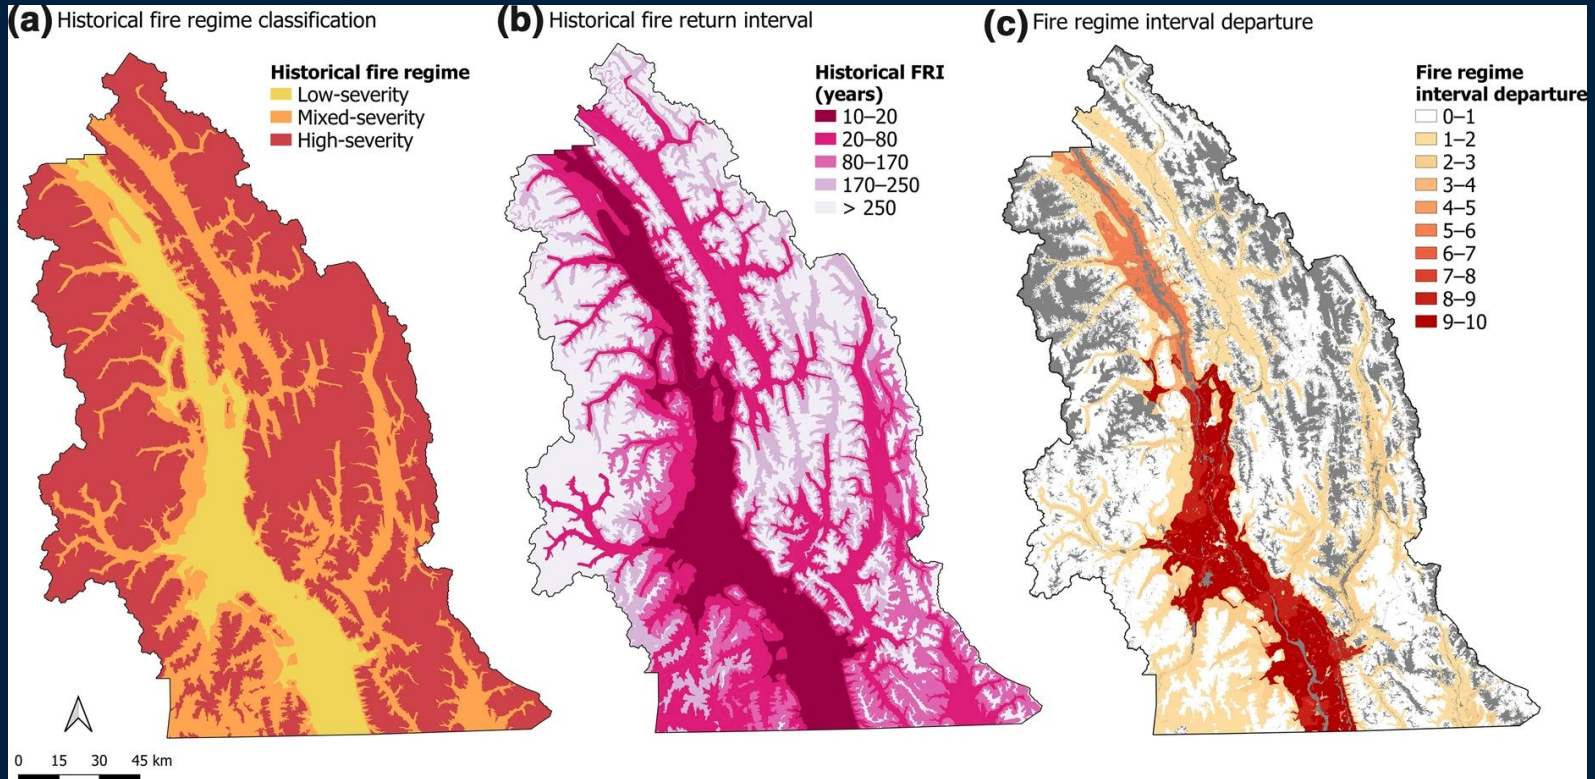 (a) Historical fire regime classification
Historical fire regime
Low-severity
Mixed-severity
High-severity
0 15 30 45 km
(b) Historical fire return interval
Historical FRI
(years)
10–20
20–80
80–170
170–250
> 250
(c) Fire regime interval departure
Fire regime
interval departure
0–1
1–2
2–3
3–4
4–5
5–6
6–7
7–8
8–9
9–10